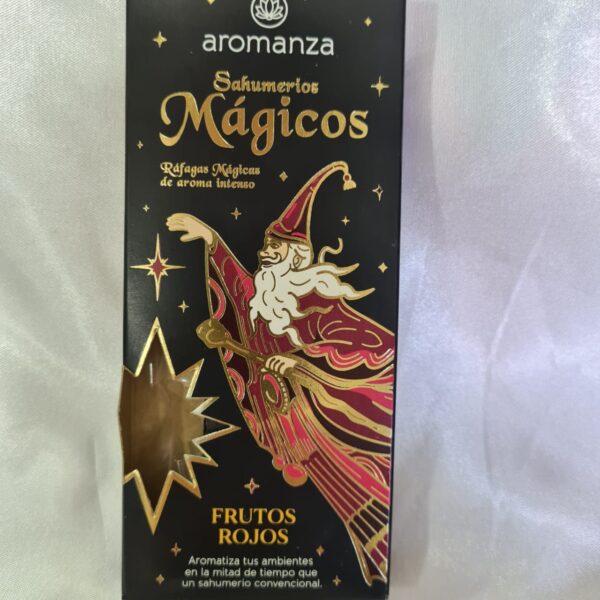 aromanza
Sahumerios
Mágicos
Ráfagas Mágicas
de aroma intenso
FRUTOS
ROJOS
Aromatiza tus ambientes
en la mitad de tiempo que
un sahumerio convencional.